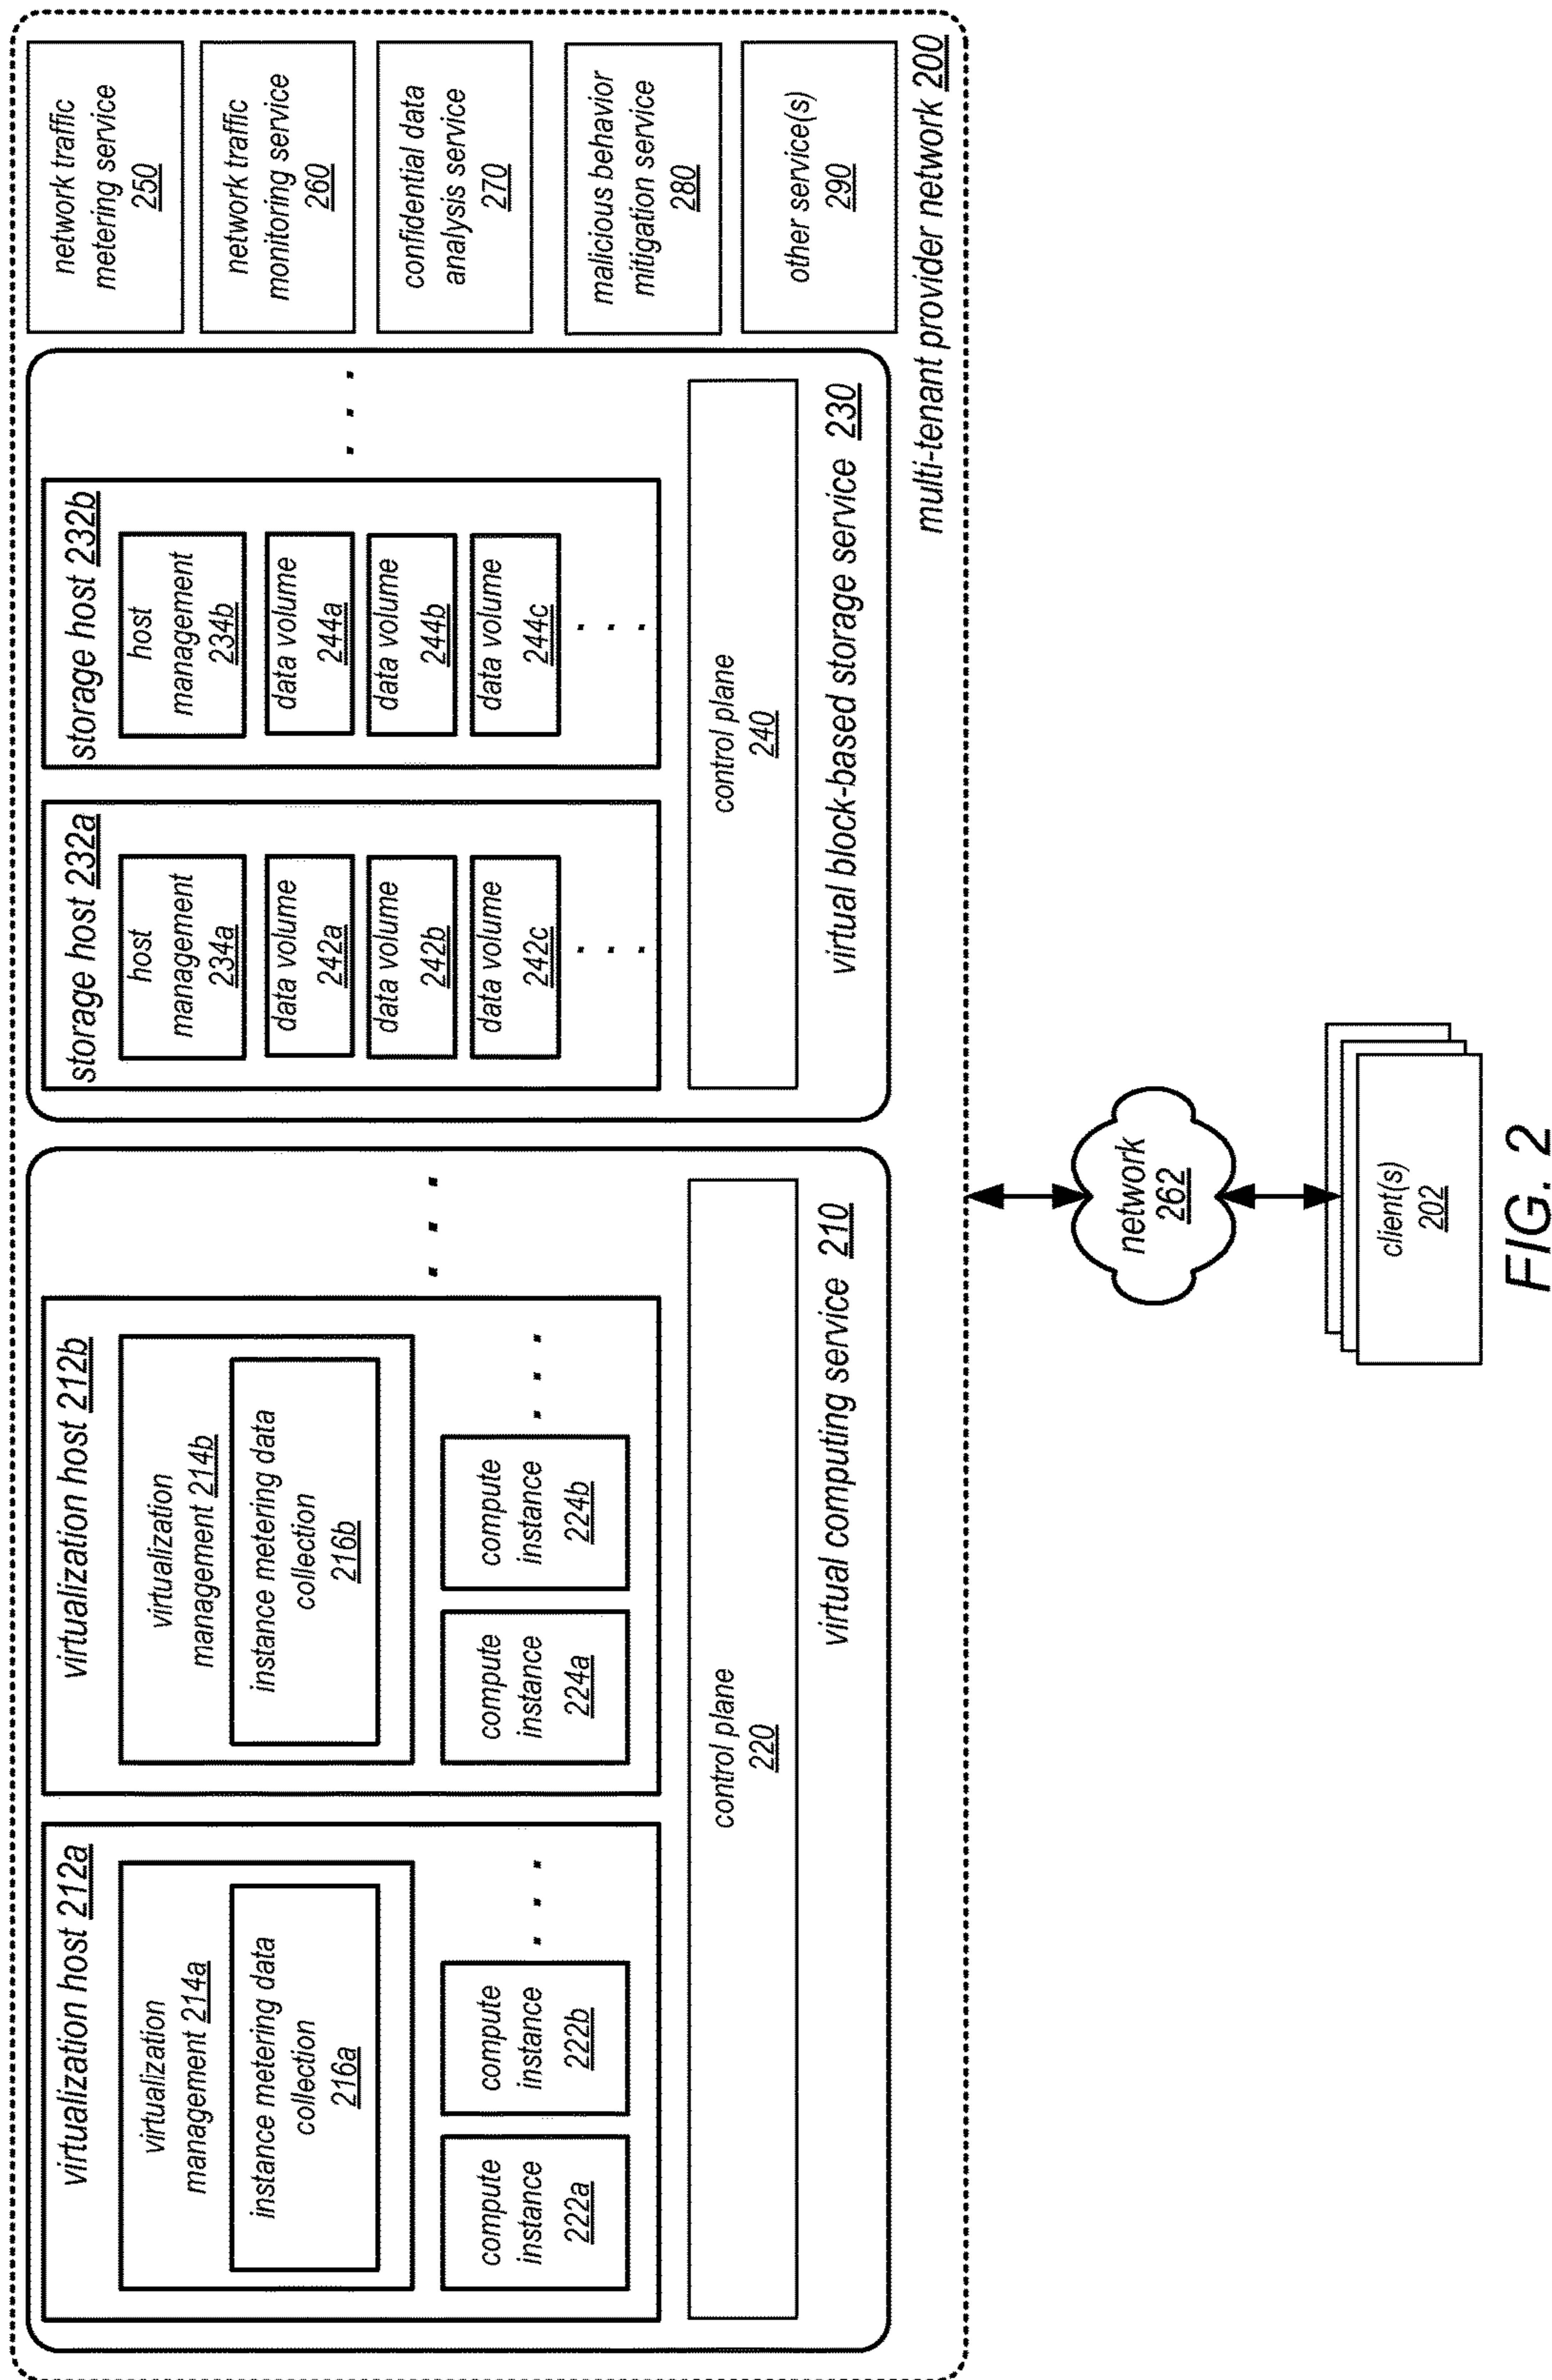 virtualization host 212a
virtualization
management 214a
instance metering data
collection
216a
compute
instance
222a
compute
instance
222b
. . .
virtualization host 212b
virtualization
management 214b
instance metering data
collection
216b
compute
instance
224a
compute
instance
224b
. . .
. . .
control plane
220
virtual computing service 210
storage host 232a
host
management
234a
data volume
242a
data volume
242b
data volume
242c
. . .
storage host 232b
host
management
234b
data volume
244a
data volume
244b
data volume
244c
. . .
. . .
control plane
240
virtual block-based storage service 230
network traffic
metering service
250
network traffic
monitoring service
260
confidential data
analysis service
270
malicious behavior
mitigation service
280
other service(s)
290
multi-tenant provider network 200
network
262
client(s)
202
FIG. 2